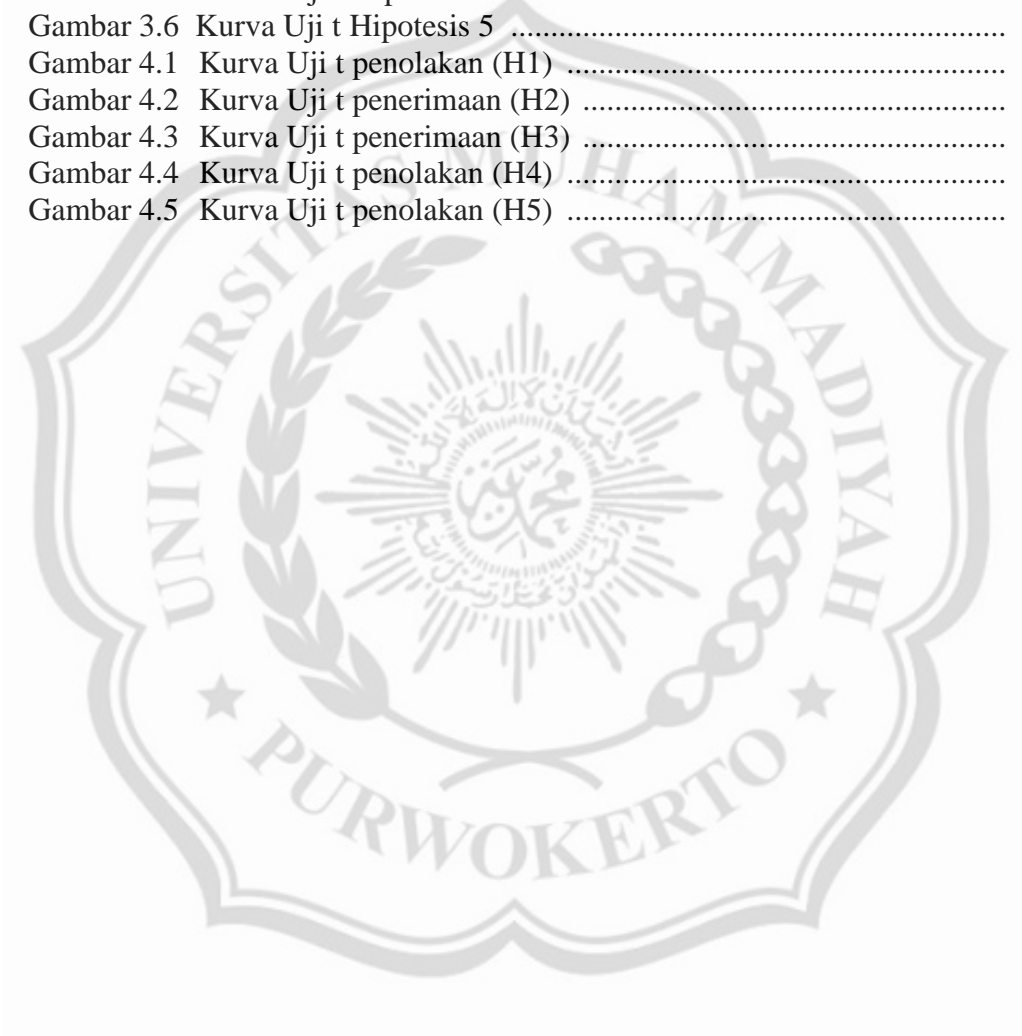 Gambar 3.6 Kurva Uji t Hipotesis 5 ..............................................................
Gambar 4.1 Kurva Uji t penolakan (H1) .......................................................
Gambar 4.2 Kurva Uji t penerimaan (H2) .....................................................
Gambar 4.3 Kurva Uji t penerimaan (H3) .....................................................
Gambar 4.4 Kurva Uji t penolakan (H4) .......................................................
Gambar 4.5 Kurva Uji t penolakan (H5) .......................................................
UNIVERSITAS MUHAMMADIYAH
PURWOKERTO